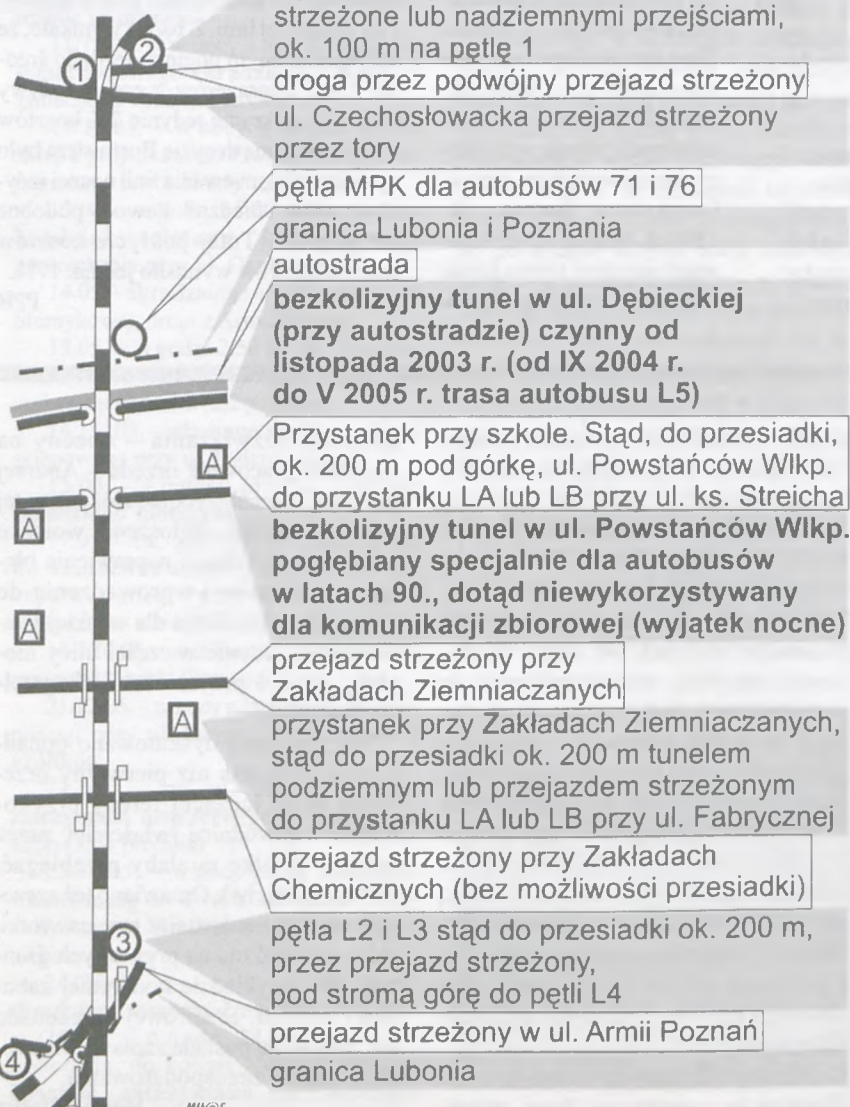 strzeżone lub nadziemnymi przejściami,
ok. 100 m na pętlę 1
droga przez podwójny przejazd strzeżony
ul. Czechosłowacka przejazd strzeżony
przez tory
pętla MPK dla autobusów 71 i 76
granica Lubonia i Poznania
autostrada
bezkolizyjny tunel w ul. Dębieckiej
(przy autostradzie) czynny od
listopada 2003 r. (od IX 2004 r.
do V 2005 r. trasa autobusu L5)
Przystanek przy szkole. Stąd, do przesiadki,
ok. 200 m pod górkę, ul. Powstańców Wlkp.
do przystanku LA lub LB przy ul. ks. Streicha
bezkolizyjny tunel w ul. Powstańców Wlkp.
pogłębiany specjalnie dla autobusów
w latach 90., dotąd niewykorzystywany
dla komunikacji zbiorowej (wyjątek nocne)
przejazd strzeżony przy
Zakładach Ziemniaczanych
przystanek przy Zakładach Ziemniaczanych,
stąd do przesiadki ok. 200 m tunelem
podziemnym lub przejazdem strzeżonym
do przystanku LA lub LB przy ul. Fabrycznej
przejazd strzeżony przy Zakładach
Chemicznych (bez możliwości przesiadki)
pętla L2 i L3 stąd do przesiadki ok. 200 m,
przez przejazd strzeżony,
pod stromą górę do pętli L4
przejazd strzeżony w ul. Armii Poznań
granica Lubonia
1
2
A
A
A
A
3
4